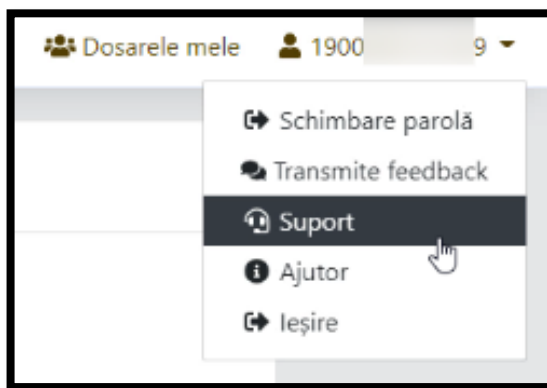 Dosarele mele 1900 9
Schimbare parolă
Transmite feedback
Suport
Ajutor
Ieșire